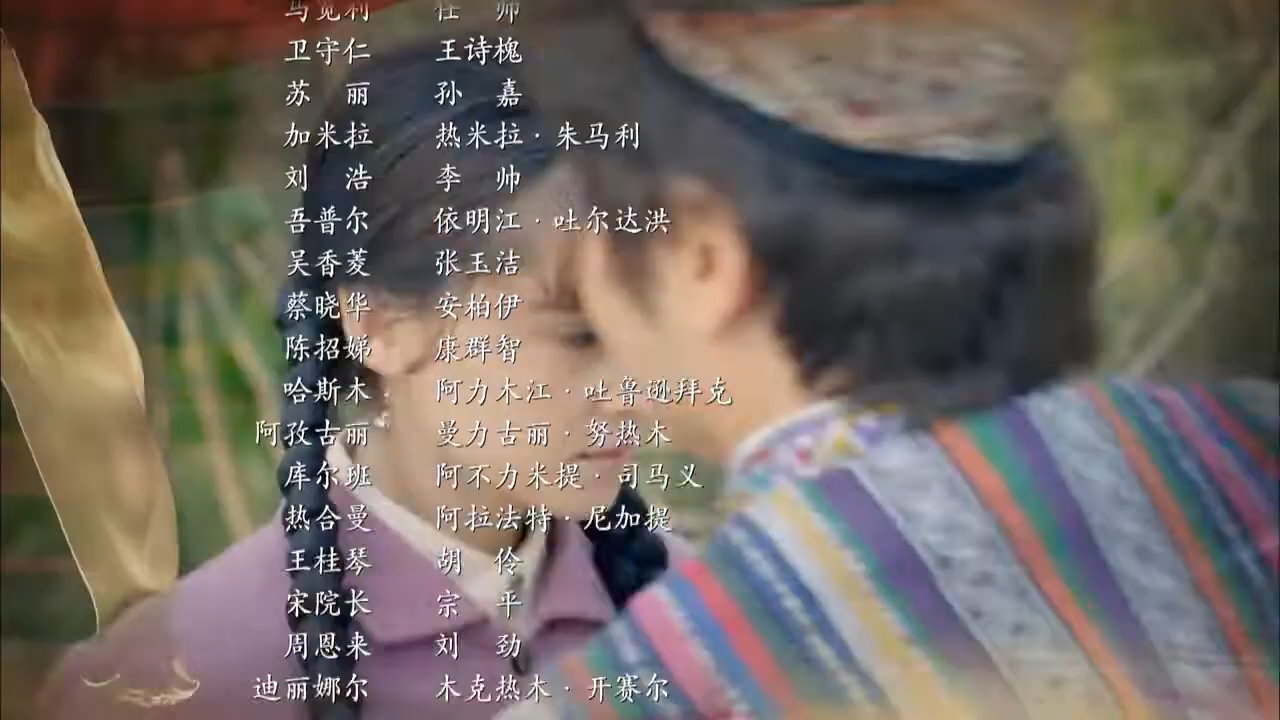 卫守仁 王诗槐
苏 丽 孙 嘉
加米拉 热米拉·朱马利
刘 浩 李 帅
吾普尔 依明江·吐尔达洪
吴香菱 张玉洁
蔡晓华 安柏伊
陈招娣 康群智
哈斯木 阿力木江·吐鲁逊拜克
阿孜古丽 曼力古丽·努热木
库尔班 阿不力米提·司马义
热合曼 阿拉法特·尼加提
王桂琴 胡 伶
宋院长 宗 平
周恩来 刘 劲
迪丽娜尔 木克热木·开赛尔